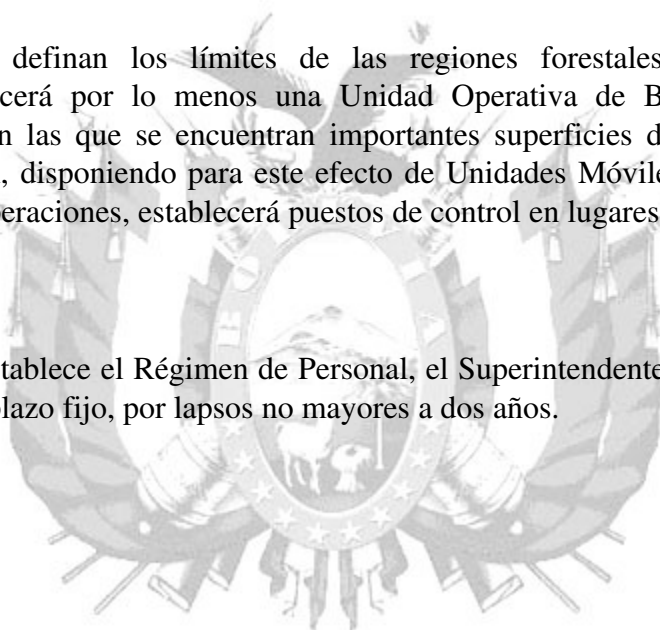 definan los límites de las regiones forestales
cerá por lo menos una Unidad Operativa de B
n las que se encuentran importantes superficies d
, disponiendo para este efecto de Unidades Móvile
peraciones, establecerá puestos de control en lugares
tablece el Régimen de Personal, el Superintendente
plazo fijo, por lapsos no mayores a dos años.